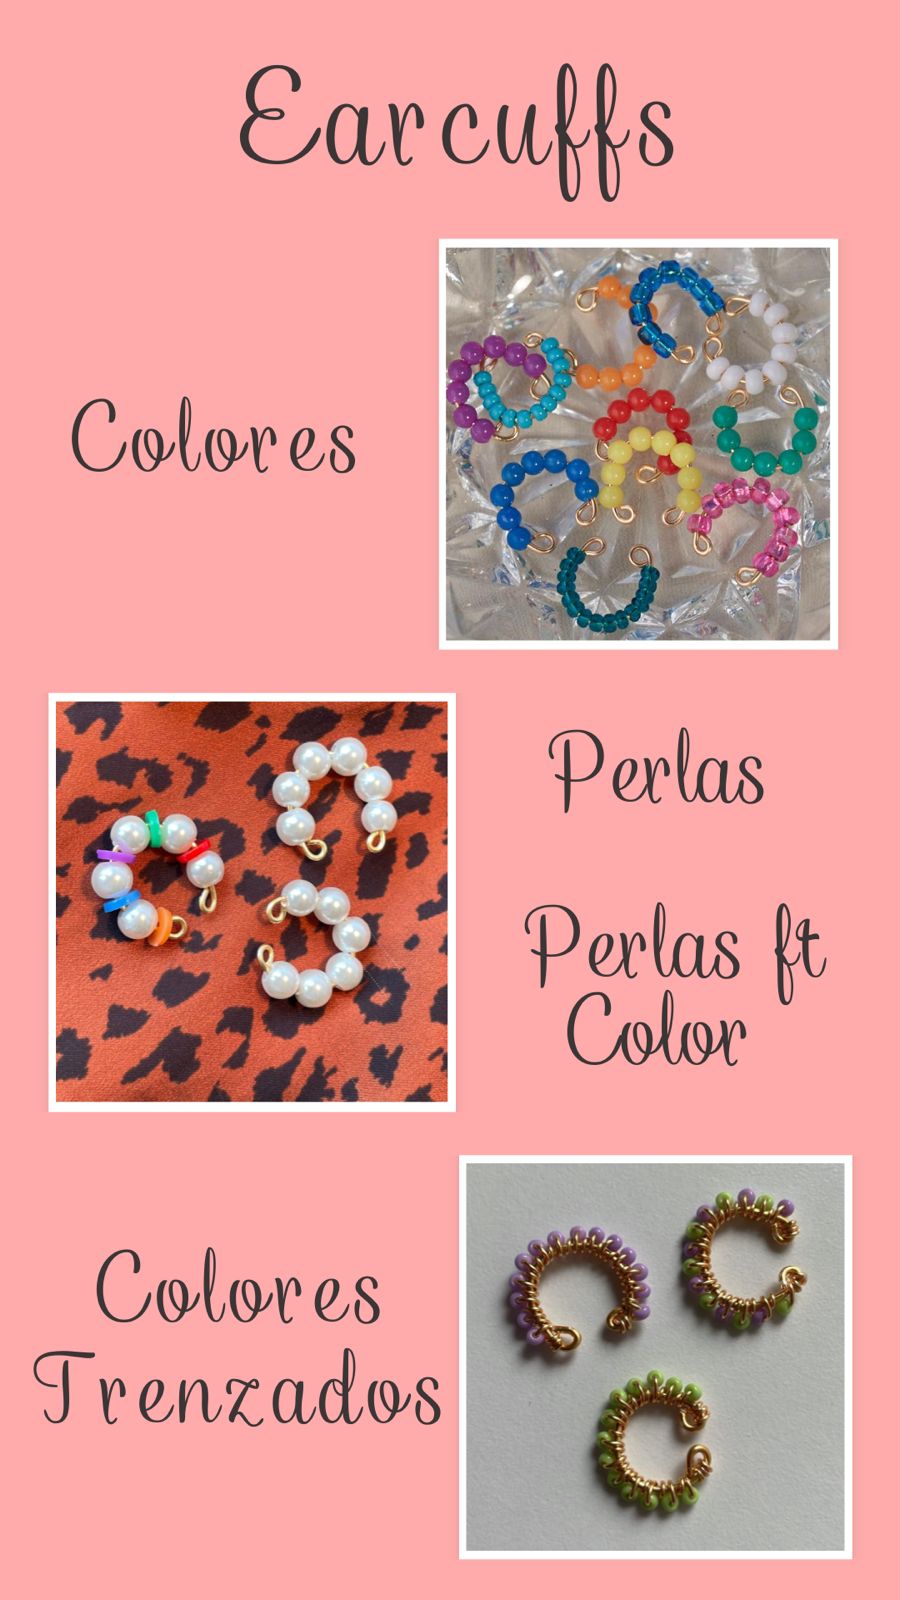 Earcuffs
Colores
Perlas
Perlas ft
Color
Colores
Trenzados